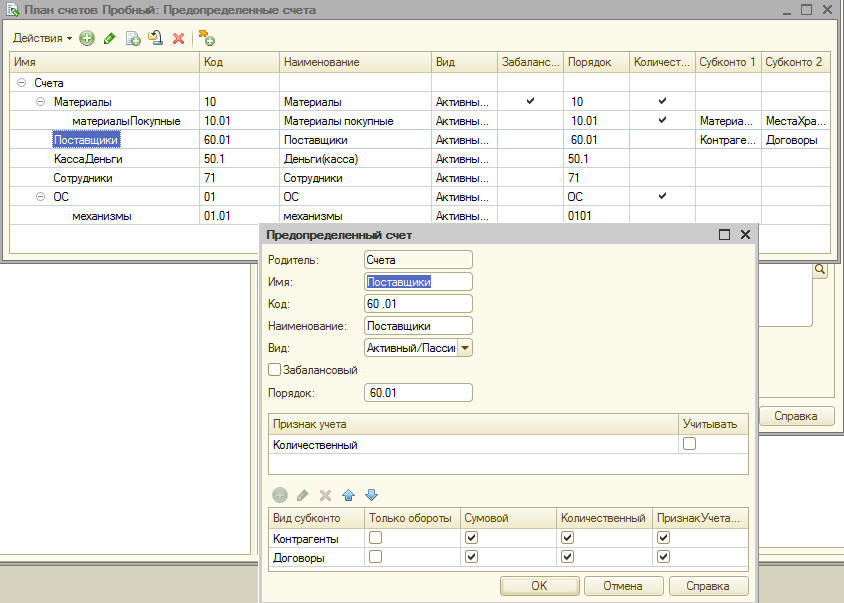 План счетов Пробный: Предопределенные счета
Действия
Имя Код Наименование Вид Забаланс... Порядок Количест... Субконто 1 Субконто 2
Счета
Материалы 10 Материалы Активны... 10
материалыПокупные 10.01 Материалы покупные Активны... 10.01 Материа... МестаХра...
Поставщики 60.01 Поставщики Активны... 60.01 Контраге... Договоры
КассаДеньги 50.1 Деньги(касса) Активны... 50.1
Сотрудники 71 Сотрудники Активны... 71
ОС 01 ОС Активны... ОС
механизмы 01.01 механизмы Активны... 0101
Предопределенный счет
Родитель: Счета
Имя: Поставщики
Код: 60 .01
Наименование: Поставщики
Вид: Активный/Пасси
Забалансовый
Порядок: 60.01
Справка
Признак учета Учитывать
Количественный
Вид субконто Только обороты Сумовой Количественный ПризнакУчета...
Контрагенты
Договоры
OK Отмена Справка